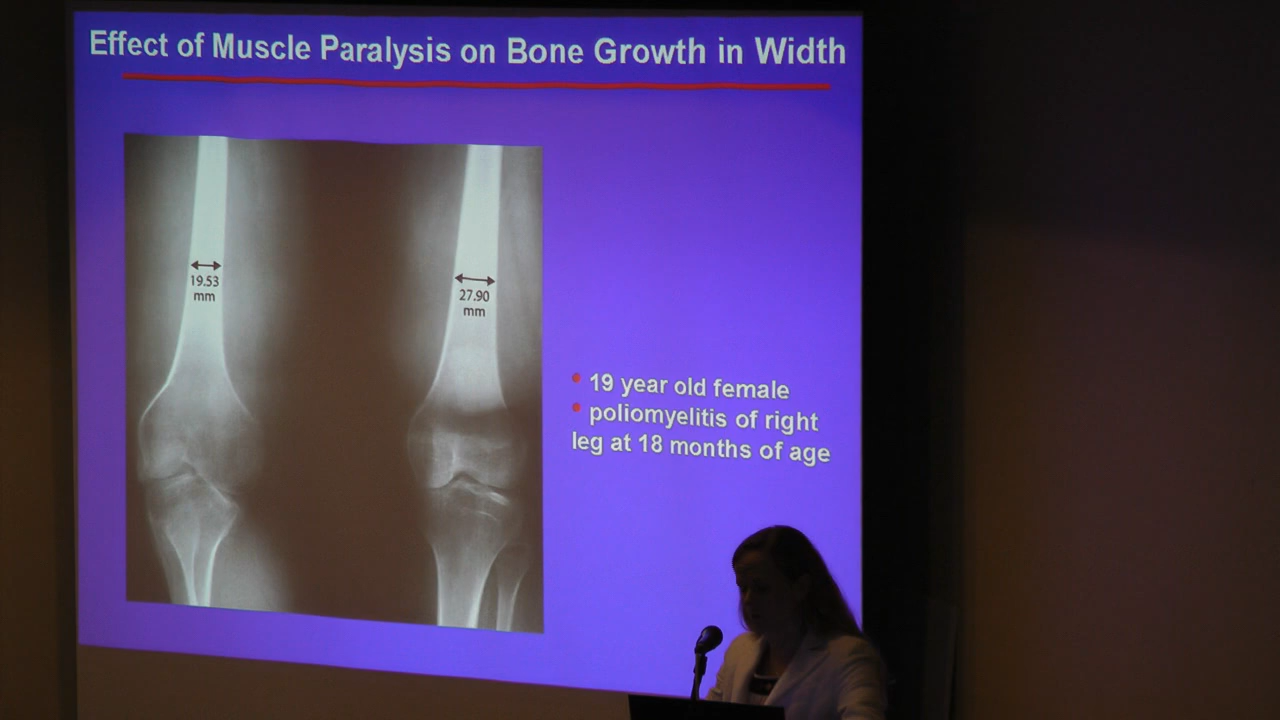 Effect of Muscle Paralysis on Bone Growth in Width
19.53
mm
27.90
mm
• 19 year old female
• poliomyelitis of right
leg at 18 months of age